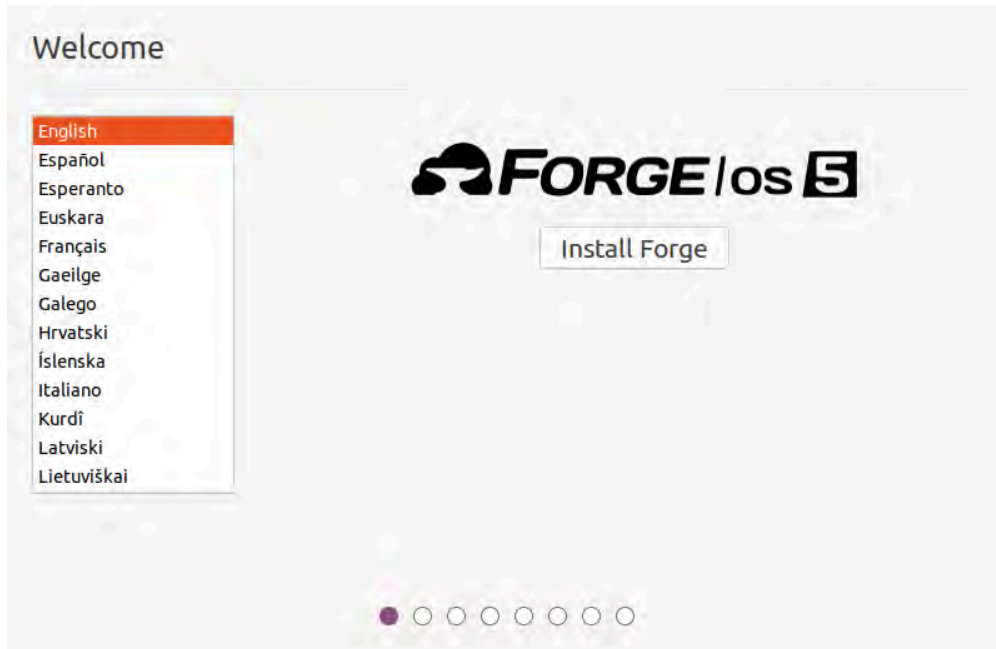 Welcome
English
Español
Esperanto
Euskara
Français
Gaeilge
Galego
Hrvatski
Íslenska
Italiano
Kurdî
Latviski
Lietuviškai
FORGE/os 5
Install Forge